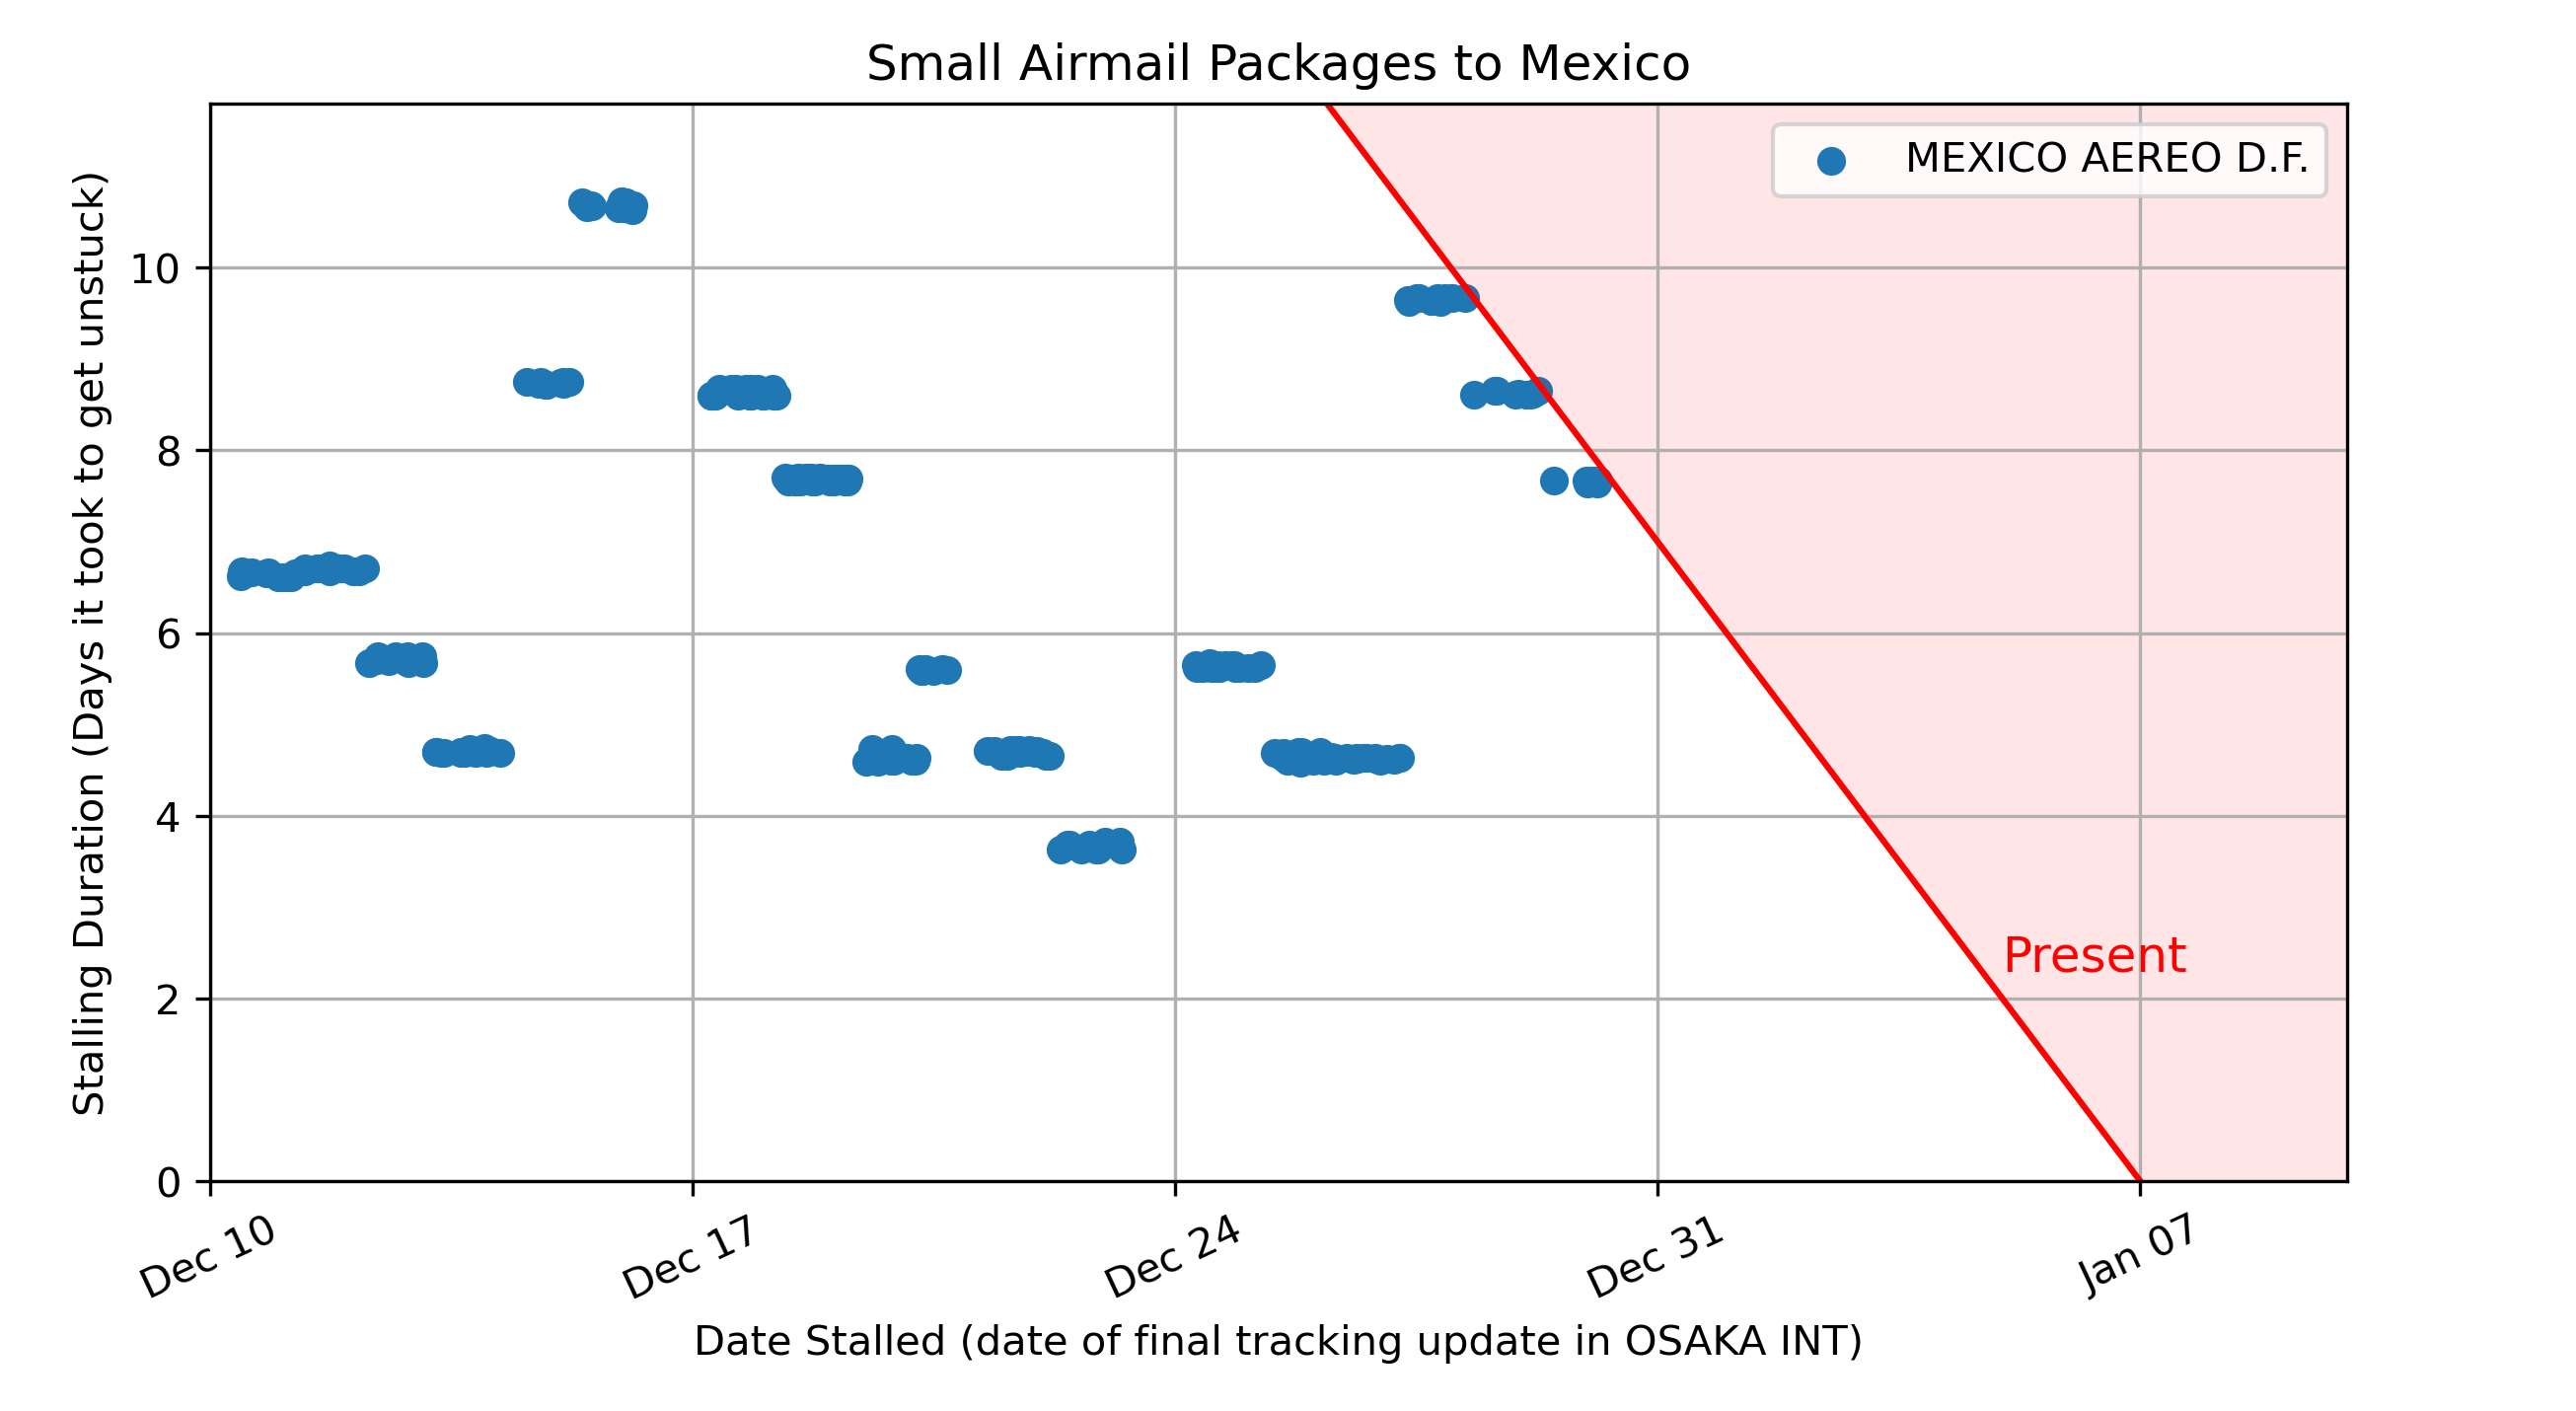 Small Airmail Packages to Mexico
MEXICO AEREO D.F.
Stalling Duration (Days it took to get unstuck)
10
8
6
4
2
0
Present
Dec 10
Dec 17
Dec 24
Dec 31
Jan 07
Date Stalled (date of final tracking update in OSAKA INT)